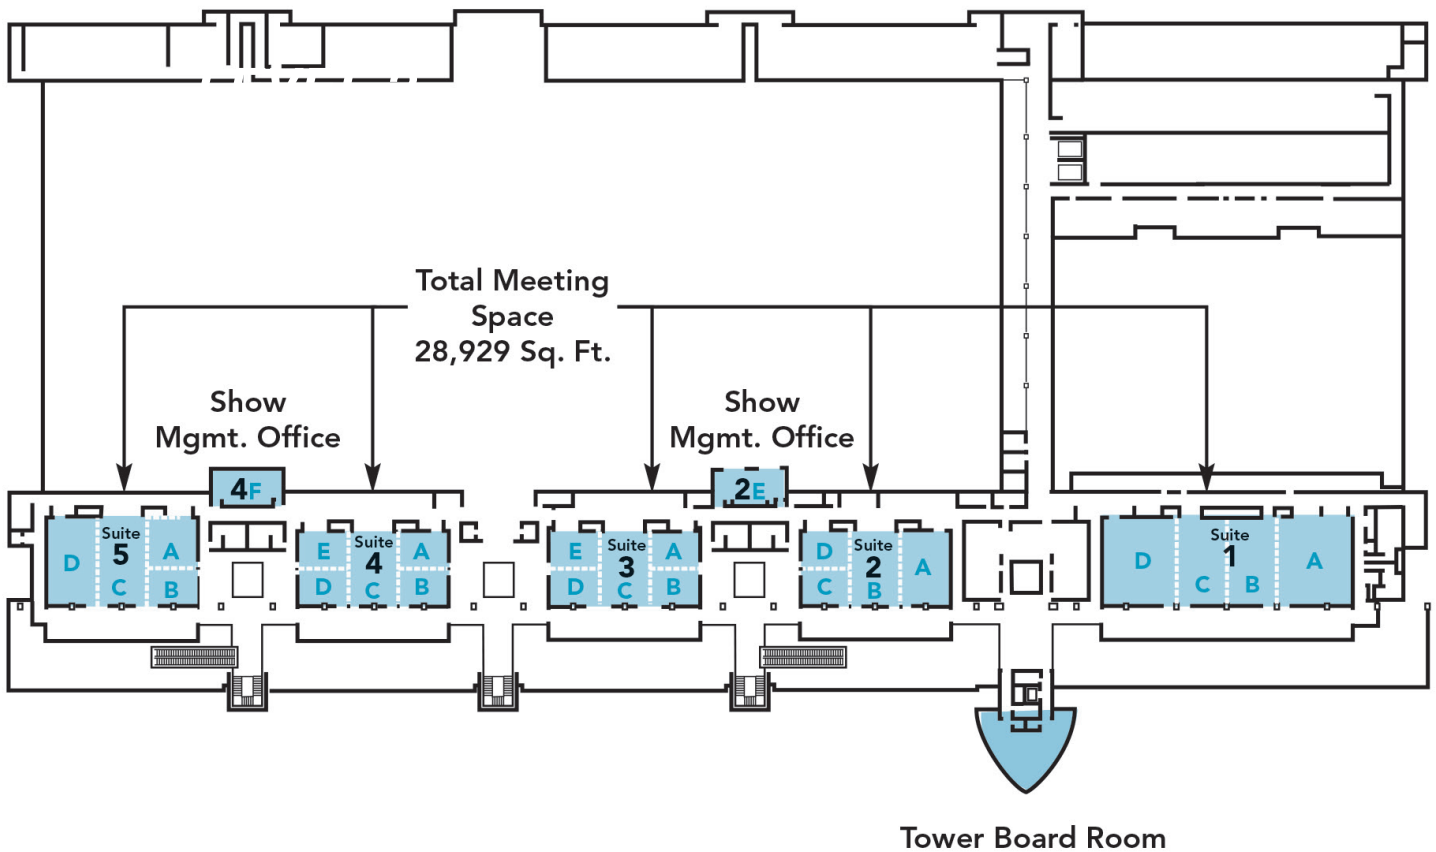 Total Meeting
Space
28,929 Sq. Ft.
Show
Mgmt. Office
Show
Mgmt. Office
4F
2E
Suite
5
D
A
C
B
Suite
4
E
A
D
C
B
Suite
3
E
A
D
C
B
Suite
2
D
A
C
B
Suite
1
D
A
C
B
Tower Board Room